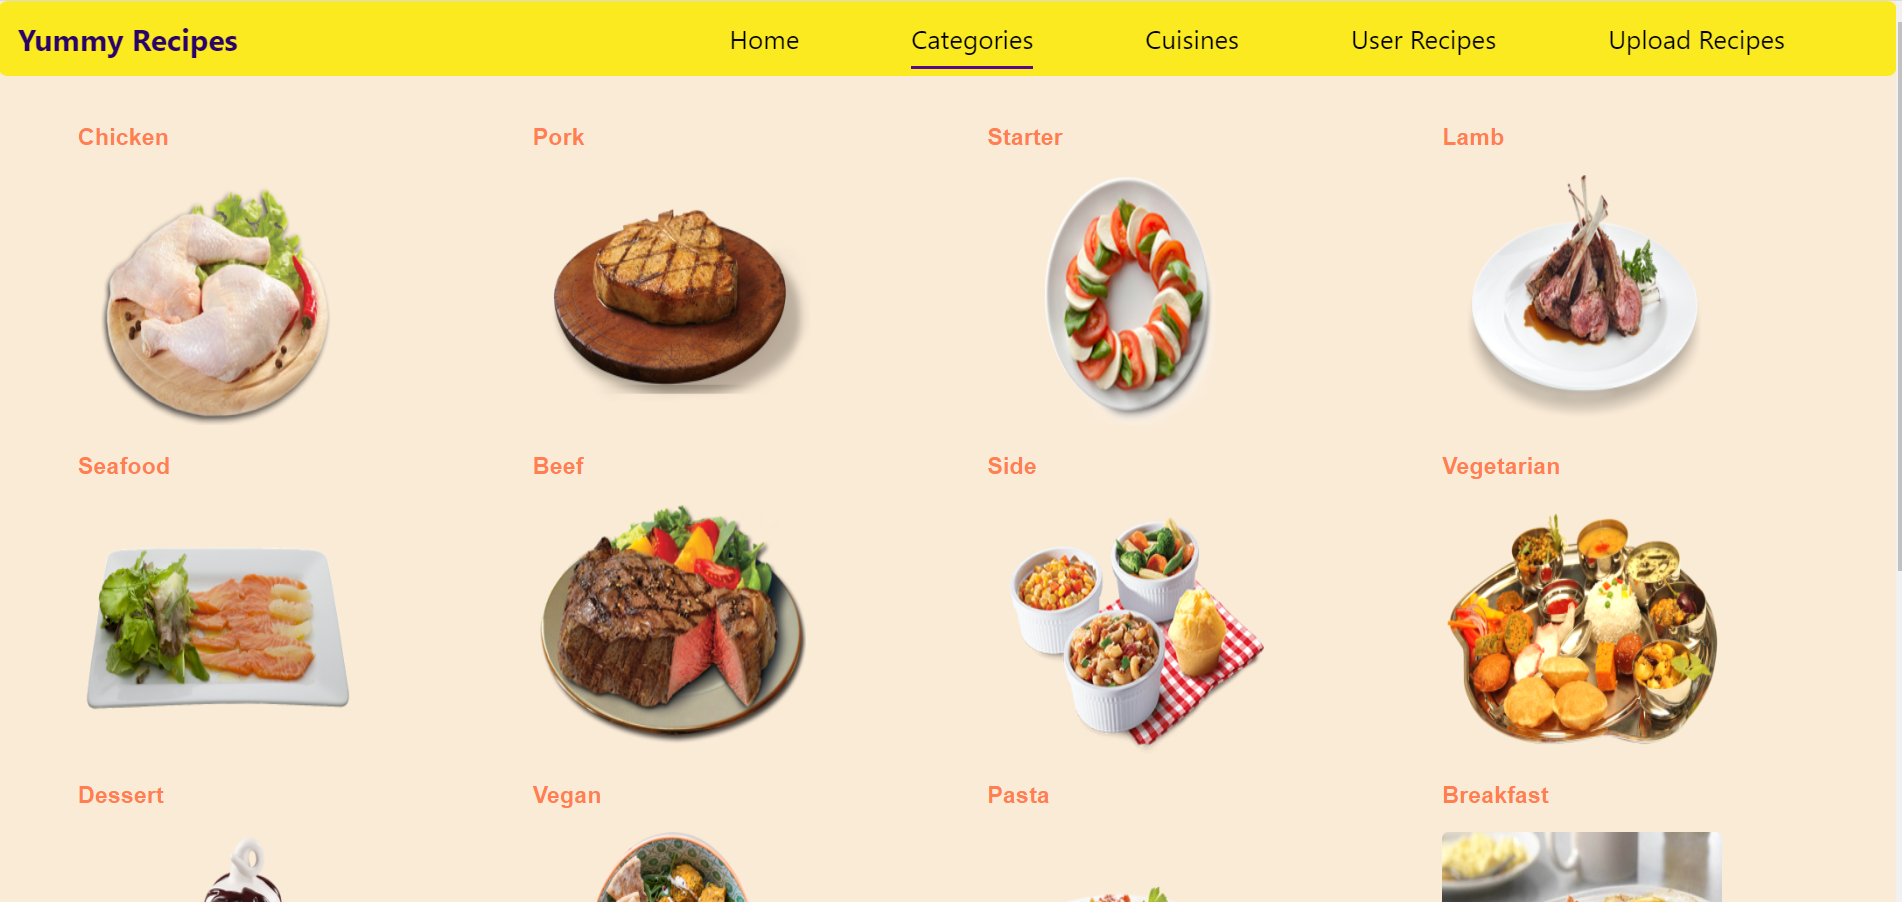 Yummy Recipes Home Categories Cuisines User Recipes Upload Recipes
Chicken Pork Starter Lamb
Seafood Beef Side Vegetarian
Dessert Vegan Pasta Breakfast